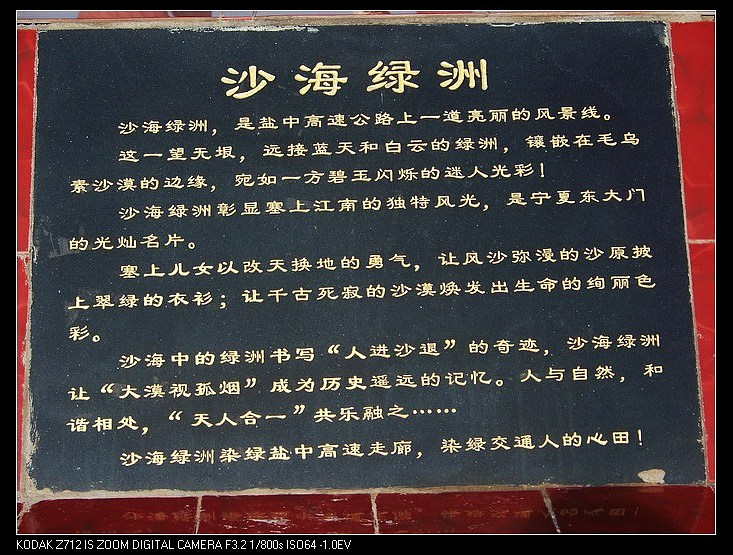 沙海绿洲
沙海绿洲，是盐中高速公路上一道亮丽的风景线。
这一望无垠，远接蓝天和白云的绿洲，镶嵌在毛乌
素沙漠的边缘，宛如一方碧玉闪烁的迷人光彩！
沙海绿洲彰显塞上江南的独特风光，是宁夏东大门
的光灿名片。
塞上儿女以改天换地的勇气，让风沙弥漫的沙原披
上翠绿的衣衫；让千古死寂的沙漠焕发出生命的绚丽色
彩。
沙海中的绿洲书写“人进沙退”的奇迹，沙海绿洲
让“大漠视孤烟”成为历史遥远的记忆。人与自然，和
谐相处，“天人合一”共乐融之……
沙海绿洲染绿盐中高速走廊，染绿交通人的心田！
KODAK Z712 IS ZOOM DIGITAL CAMERA F3.2 1/800s ISO64 -1.0EV